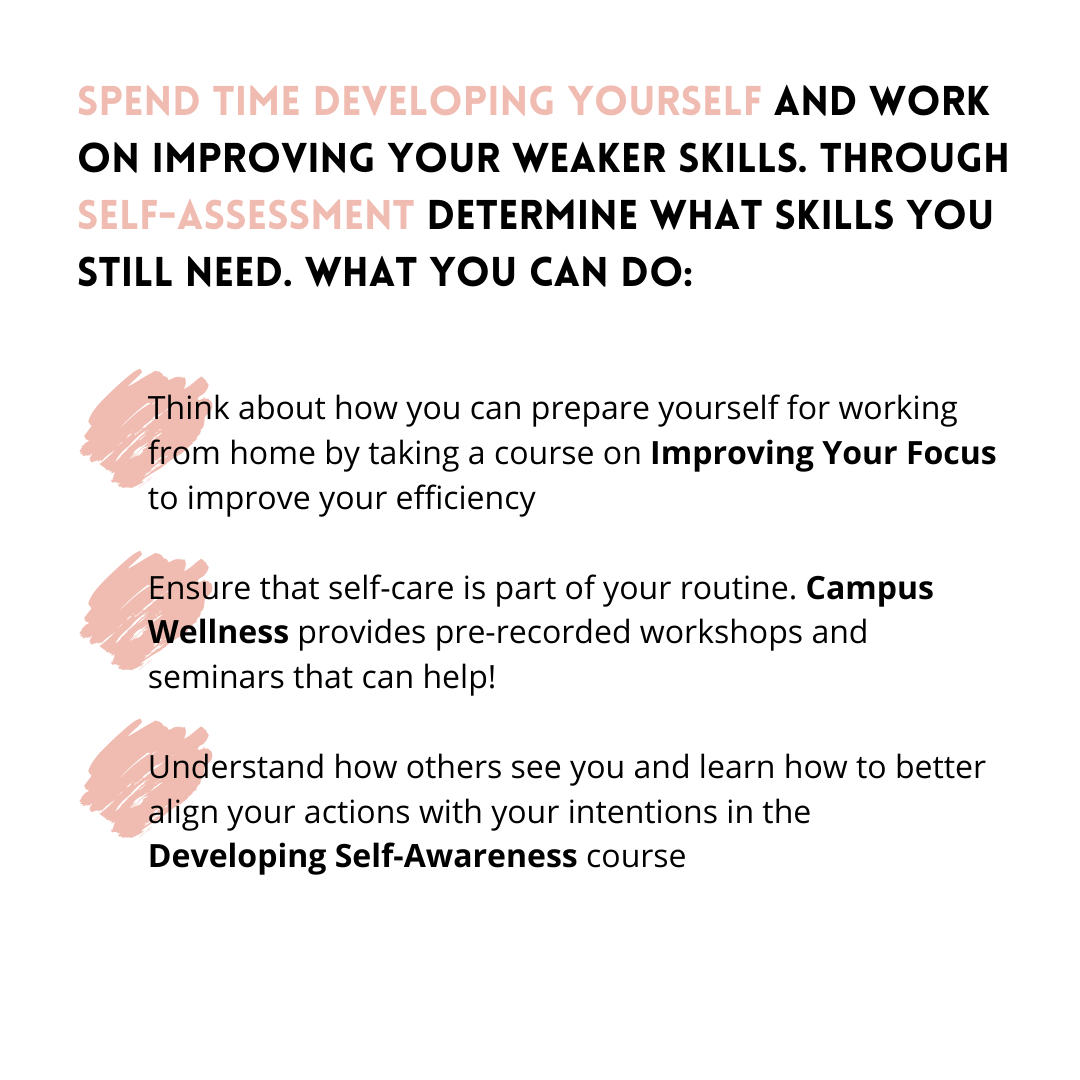 SPEND TIME DEVELOPING YOURSELF AND WORK
ON IMPROVING YOUR WEAKER SKILLS. THROUGH
SELF-ASSESSMENT DETERMINE WHAT SKILLS YOU
STILL NEED. WHAT YOU CAN DO:
Think about how you can prepare yourself for working
from home by taking a course on Improving Your Focus
to improve your efficiency
Ensure that self-care is part of your routine. Campus
Wellness provides pre-recorded workshops and
seminars that can help!
Understand how others see you and learn how to better
align your actions with your intentions in the
Developing Self-Awareness course